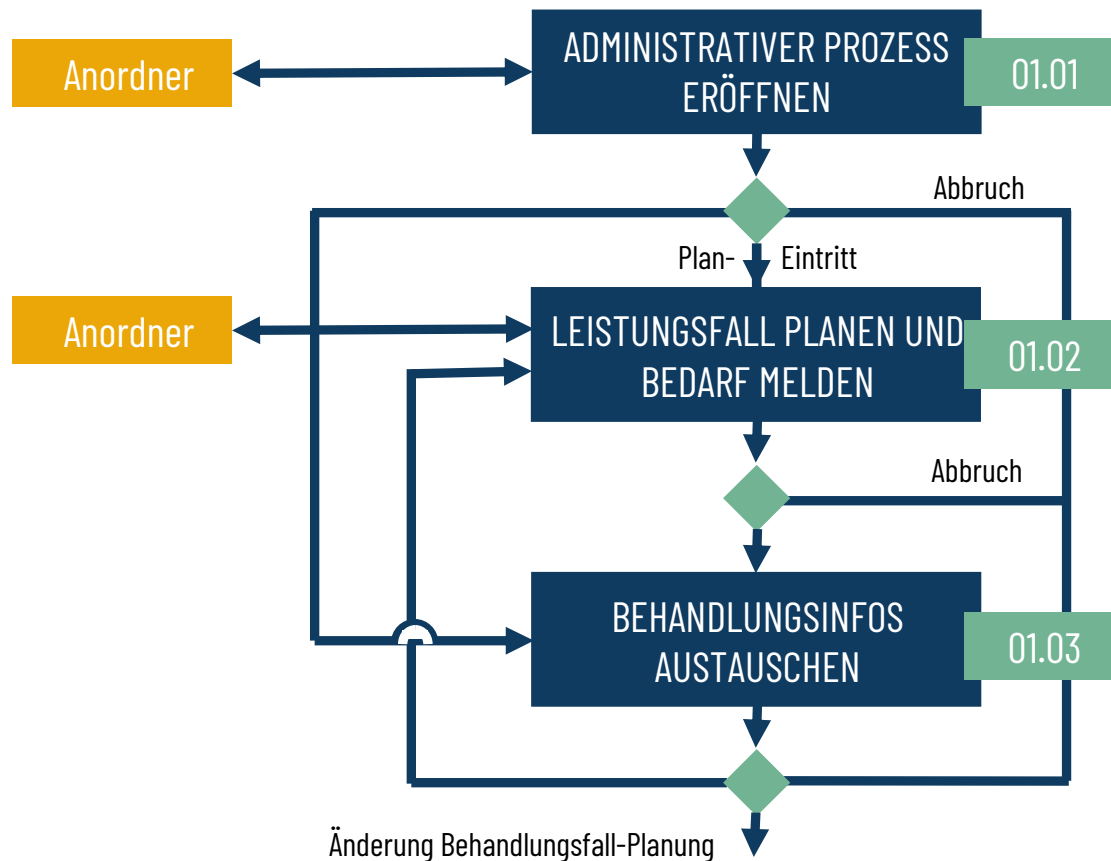 Anordner
ADMINISTRATIVER PROZESS
ERÖFFNEN
01.01
Abbruch
Plan- Eintritt
Anordner
LEISTUNGSFALL PLANEN UND
BEDARF MELDEN
01.02
Abbruch
BEHANDLUNGSINFOS
AUSTAUSCHEN
01.03
Änderung Behandlungsfall-Planung